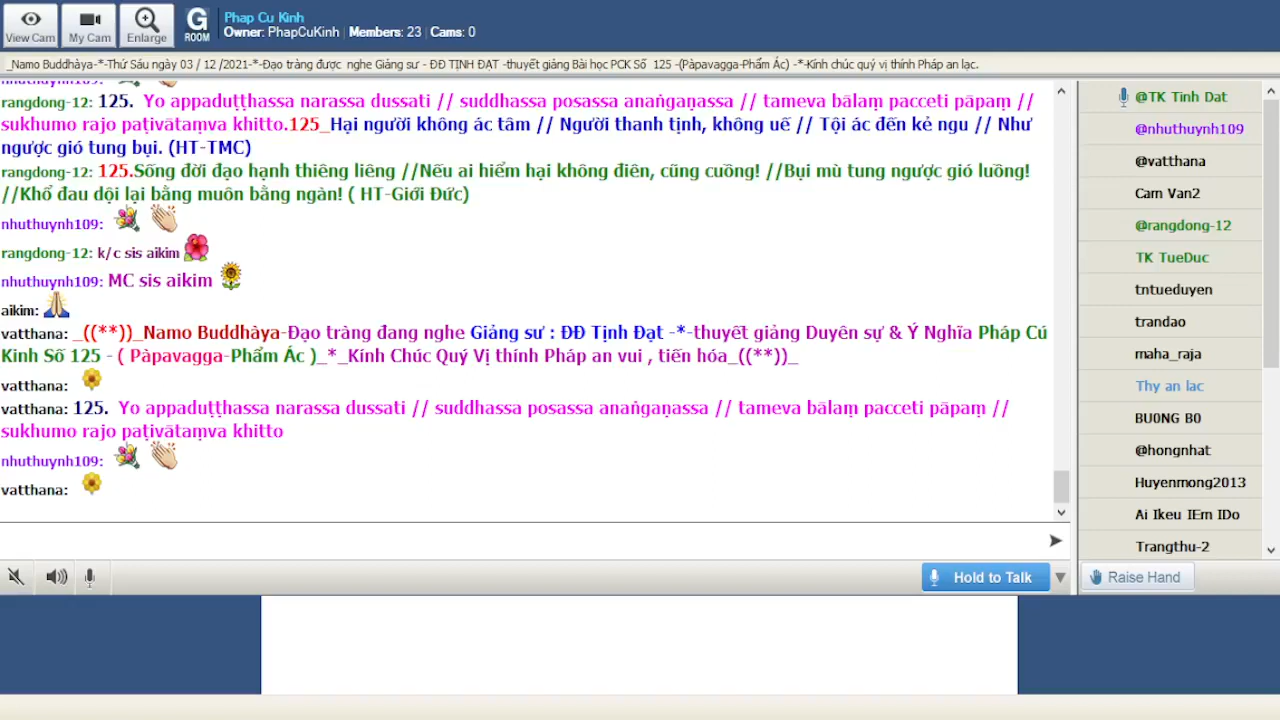 View Cam
My Cam
Enlarge
G
ROOM
Phap Cu Kinh
Owner: PhapCuKinh | Members: 23 | Cams: 0
_Namo Buddhàya-*-Thứ Sáu ngày 03 / 12 /2021-*-Đạo tràng được nghe Giảng sư - ĐĐ TỊNH ĐẠT -thuyết giảng Bài học PCK Số 125 -(Pàpavagga-Phẩm Ác) -*-Kính chúc quý vị thính Pháp an lạc.
nhuthuynh109:
rangdong-12: 125. Yo appaduṭṭhassa narassa dussati // suddhassa posassa anaṅgaṇassa // tameva bālaṃ pacceti pāpaṃ //
sukhumo rajo paṭivātaṃva khitto.125_Hại người không ác tâm // Người thanh tịnh, không uế // Tội ác đến kẻ ngu // Như
ngược gió tung bụi. (HT-TMC)
rangdong-12: 125.Sống đời đạo hạnh thiêng liêng //Nếu ai hiểm hại không điên, cũng cuồng! //Bụi mù tung ngược gió luồng!
//Khổ đau dội lại bằng muôn bằng ngàn! ( HT-Giới Đức)
nhuthuynh109:
rangdong-12: k/c sis aikim
nhuthuynh109: MC sis aikim
aikim:
vatthana: _((**))_Namo Buddhàya-Đạo tràng đang nghe Giảng sư : ĐĐ Tịnh Đạt -*-thuyết giảng Duyên sự & Ý Nghĩa Pháp Cú
Kinh Số 125 - ( Pàpavagga-Phẩm Ác )_*_Kính Chúc Quý Vị thính Pháp an vui , tiến hóa_((**))_
vatthana:
vatthana: 125. Yo appaduṭṭhassa narassa dussati // suddhassa posassa anaṅgaṇassa // tameva bālaṃ pacceti pāpaṃ //
sukhumo rajo paṭivātaṃva khitto
nhuthuynh109:
vatthana:
Hold to Talk
@TK Tinh Dat
@nhuthuynh109
@vatthana
Cam Van2
@rangdong-12
TK TueDuc
tntueduyen
trandao
maha_raja
Thy an lac
BU0NG B0
@hongnhat
Huyenmong2013
Ai Ikeu IEm IDo
Trangthu-2
Raise Hand